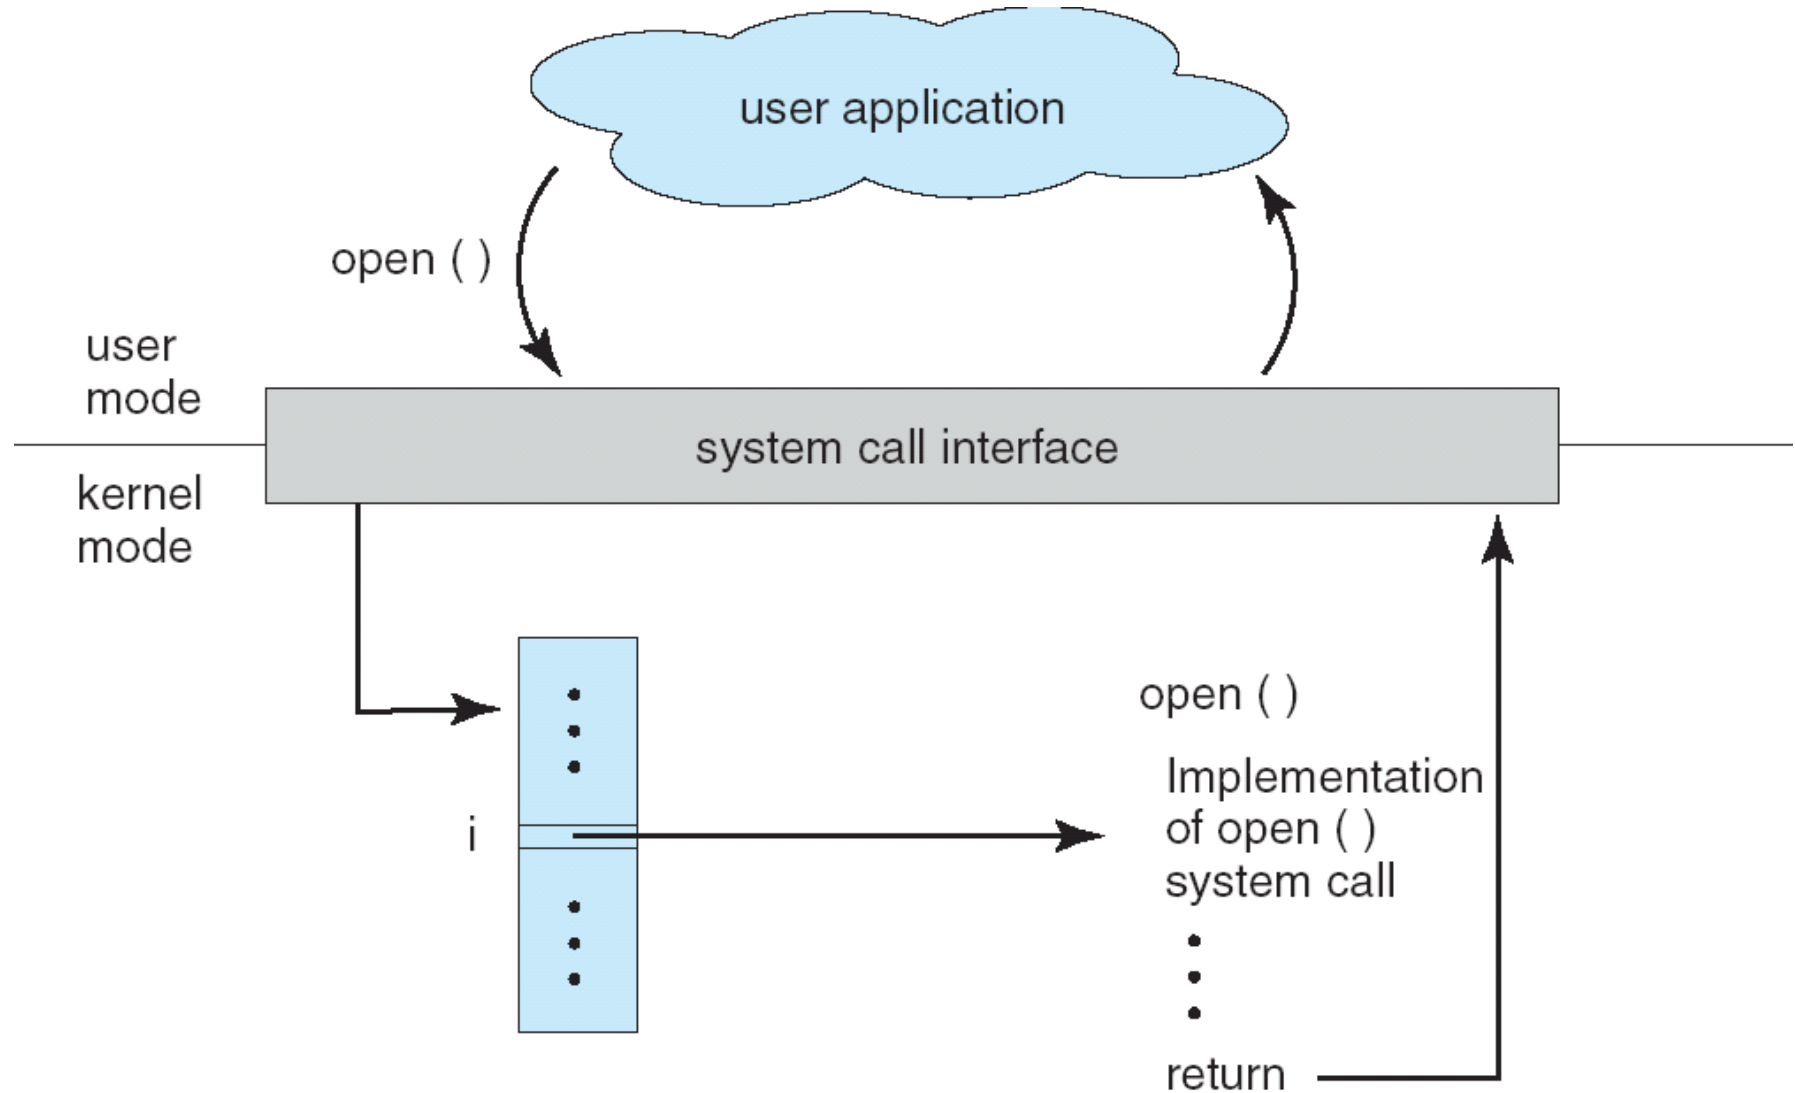 user application
open ( )
user
mode
system call interface
kernel
mode
open ( )
Implementation
of open ( )
system call
i
return